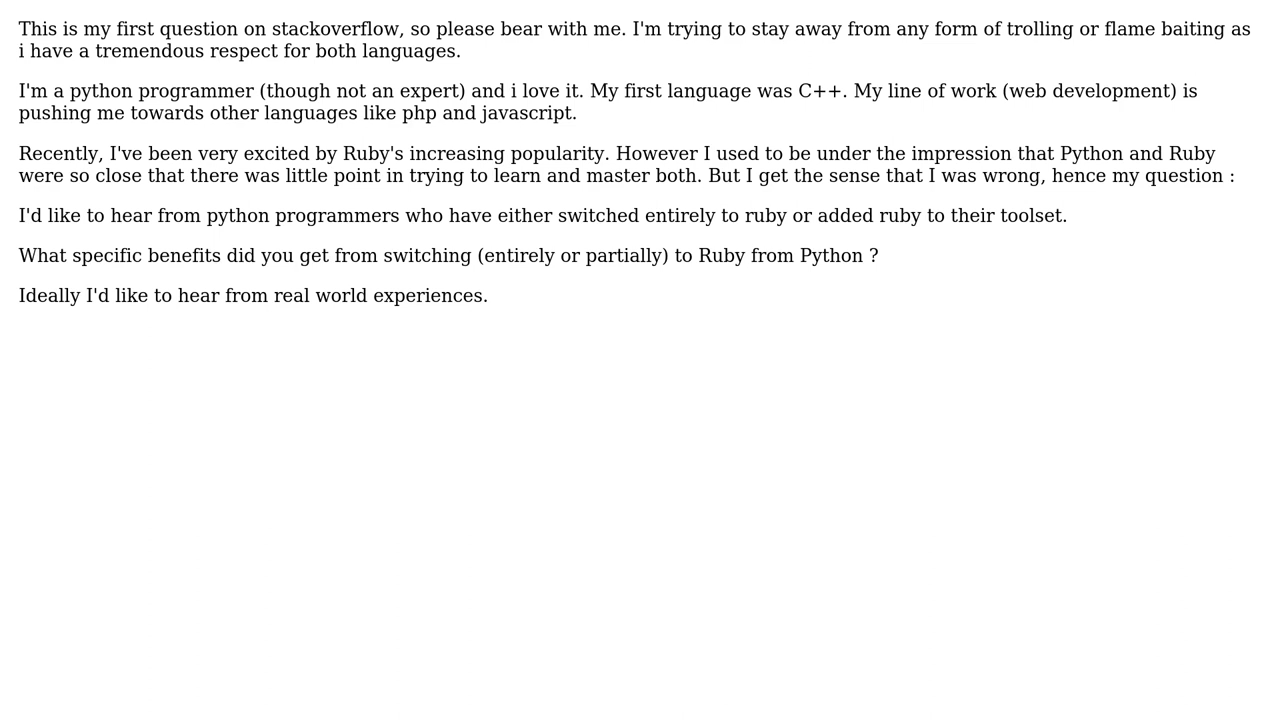 This is my first question on stackoverflow, so please bear with me. I'm trying to stay away from any form of trolling or flame baiting as
i have a tremendous respect for both languages.
I'm a python programmer (though not an expert) and i love it. My first language was C++. My line of work (web development) is
pushing me towards other languages like php and javascript.
Recently, I've been very excited by Ruby's increasing popularity. However I used to be under the impression that Python and Ruby
were so close that there was little point in trying to learn and master both. But I get the sense that I was wrong, hence my question :
I'd like to hear from python programmers who have either switched entirely to ruby or added ruby to their toolset.
What specific benefits did you get from switching (entirely or partially) to Ruby from Python ?
Ideally I'd like to hear from real world experiences.